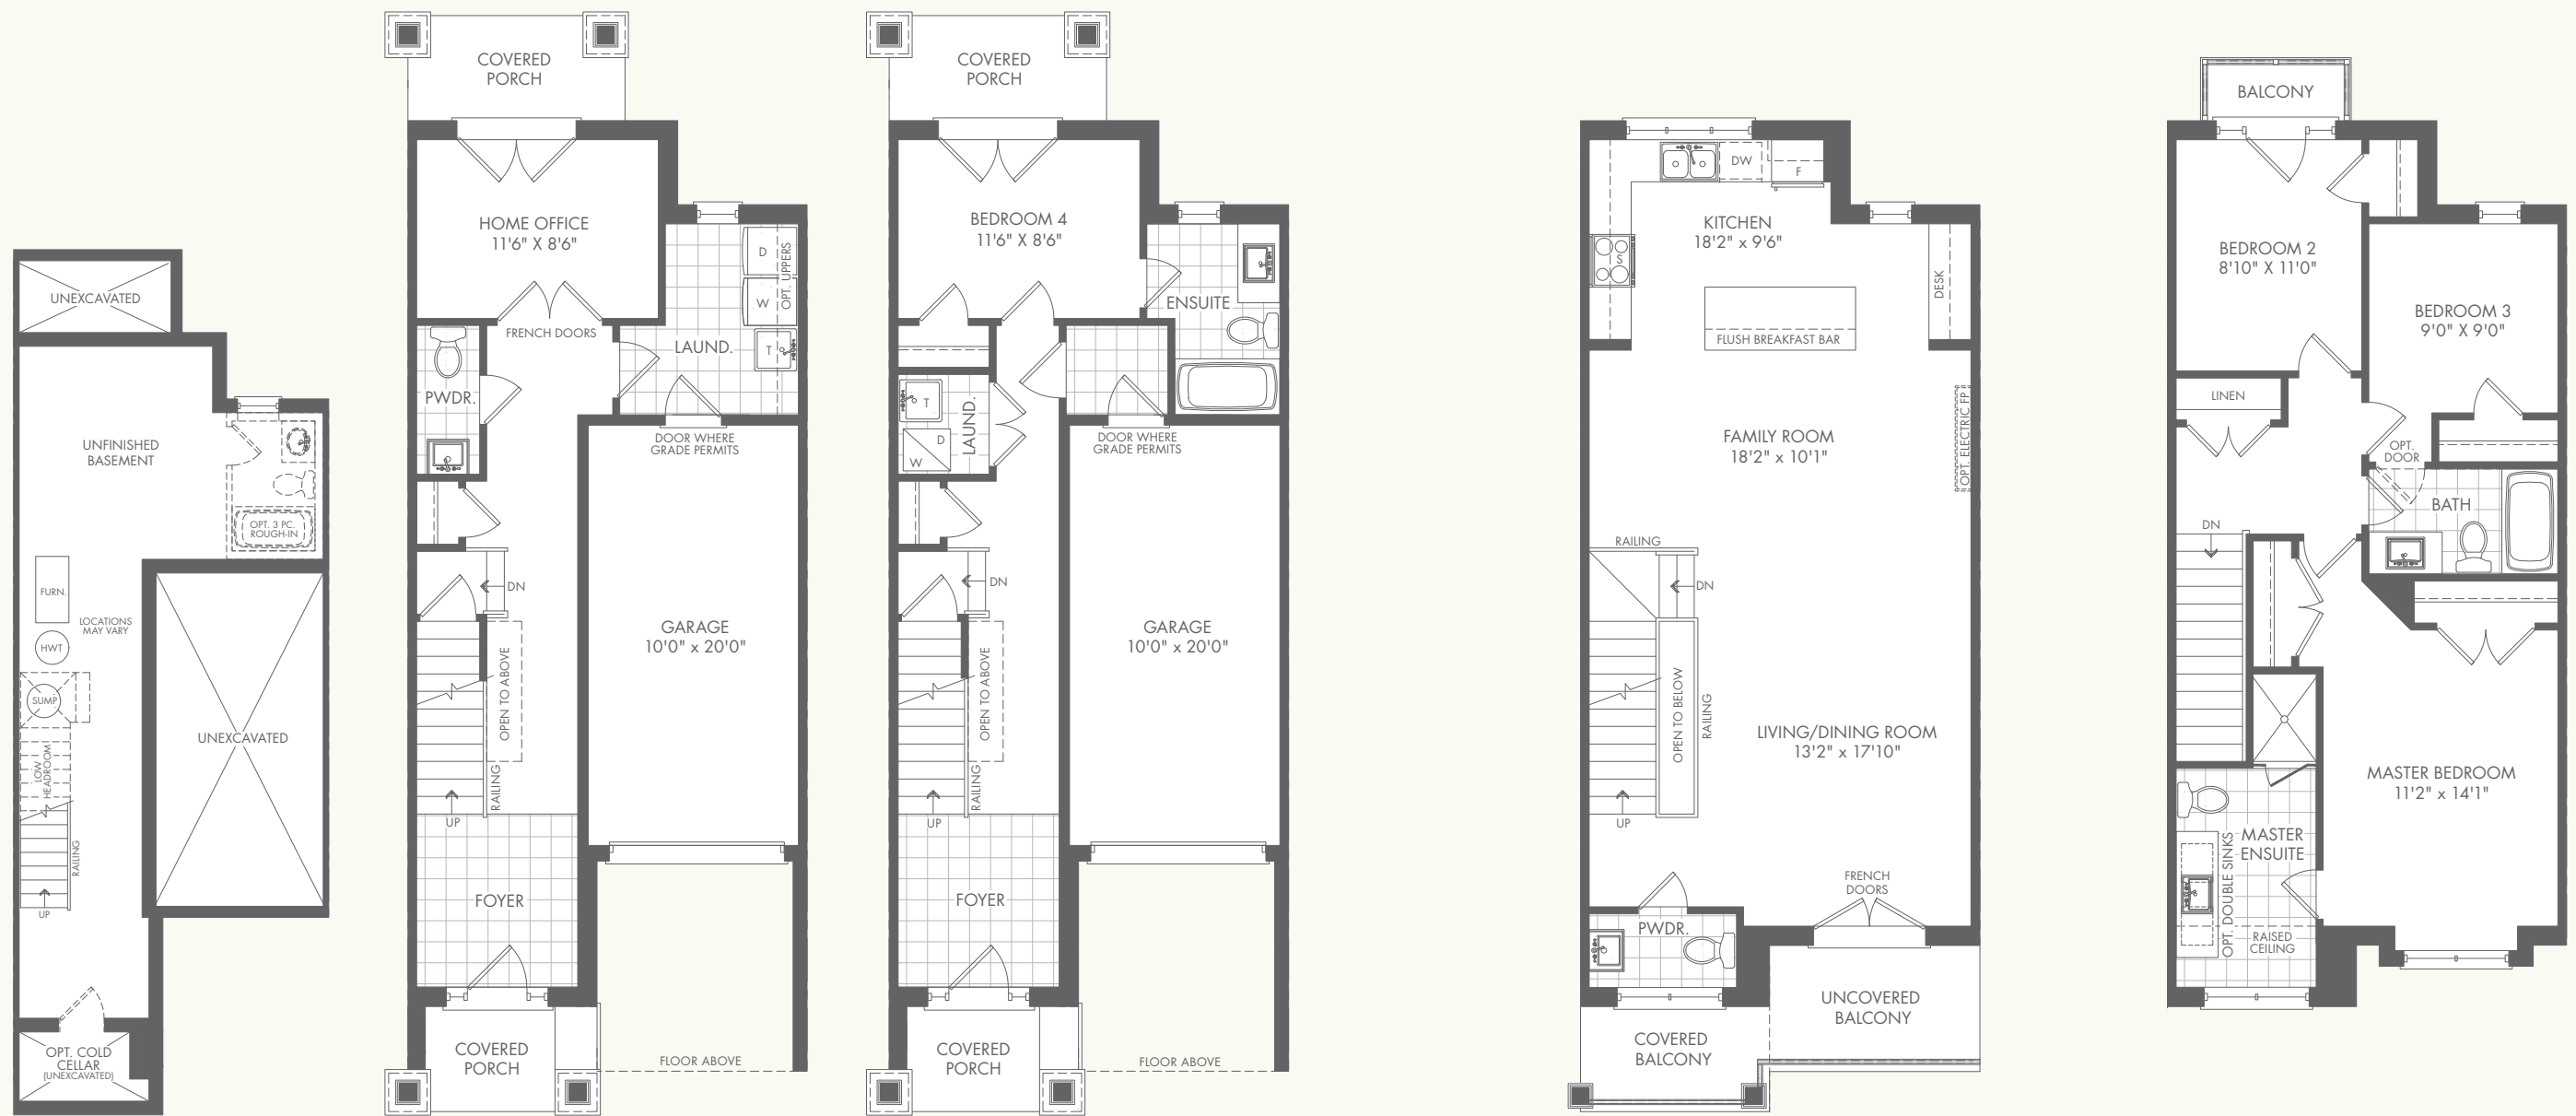 UNEXCAVATED
UNFINISHED
BASEMENT
OPT. 3 PC.
ROUGH-IN
FURN.
LOCATIONS
MAY VARY
HWT
SUMP
LOW
HEADROOM
RAILING
UP
UNEXCAVATED
OPT. COLD
CELLAR
(UNEXCAVATED)
COVERED
PORCH
HOME OFFICE
11'6" X 8'6"
FRENCH DOORS
D
W
OPT. UPPERS
LAUND.
T
PWDR.
DOOR WHERE
GRADE PERMITS
DN
GARAGE
10'0" x 20'0"
OPEN TO ABOVE
RAILING
UP
FOYER
COVERED
PORCH
FLOOR ABOVE
COVERED
PORCH
BEDROOM 4
11'6" X 8'6"
ENSUITE
T
D
W
LAUND.
DOOR WHERE
GRADE PERMITS
DN
GARAGE
10'0" x 20'0"
OPEN TO ABOVE
RAILING
UP
FOYER
COVERED
PORCH
FLOOR ABOVE
DW
F
KITCHEN
18'2" x 9'6"
S
DESK
FLUSH BREAKFAST BAR
FAMILY ROOM
18'2" x 10'1"
OPT. ELECTRIC FP
RAILING
DN
OPEN TO BELOW
RAILING
LIVING/DINING ROOM
13'2" x 17'10"
UP
FRENCH
DOORS
PWDR.
UNCOVERED
BALCONY
COVERED
BALCONY
BALCONY
BEDROOM 2
8'10" X 11'0"
BEDROOM 3
9'0" X 9'0"
LINEN
OPT.
DOOR
BATH
DN
MASTER BEDROOM
11'2" x 14'1"
MASTER
ENSUITE
OPT. DOUBLE SINKS
RAISED
CEILING